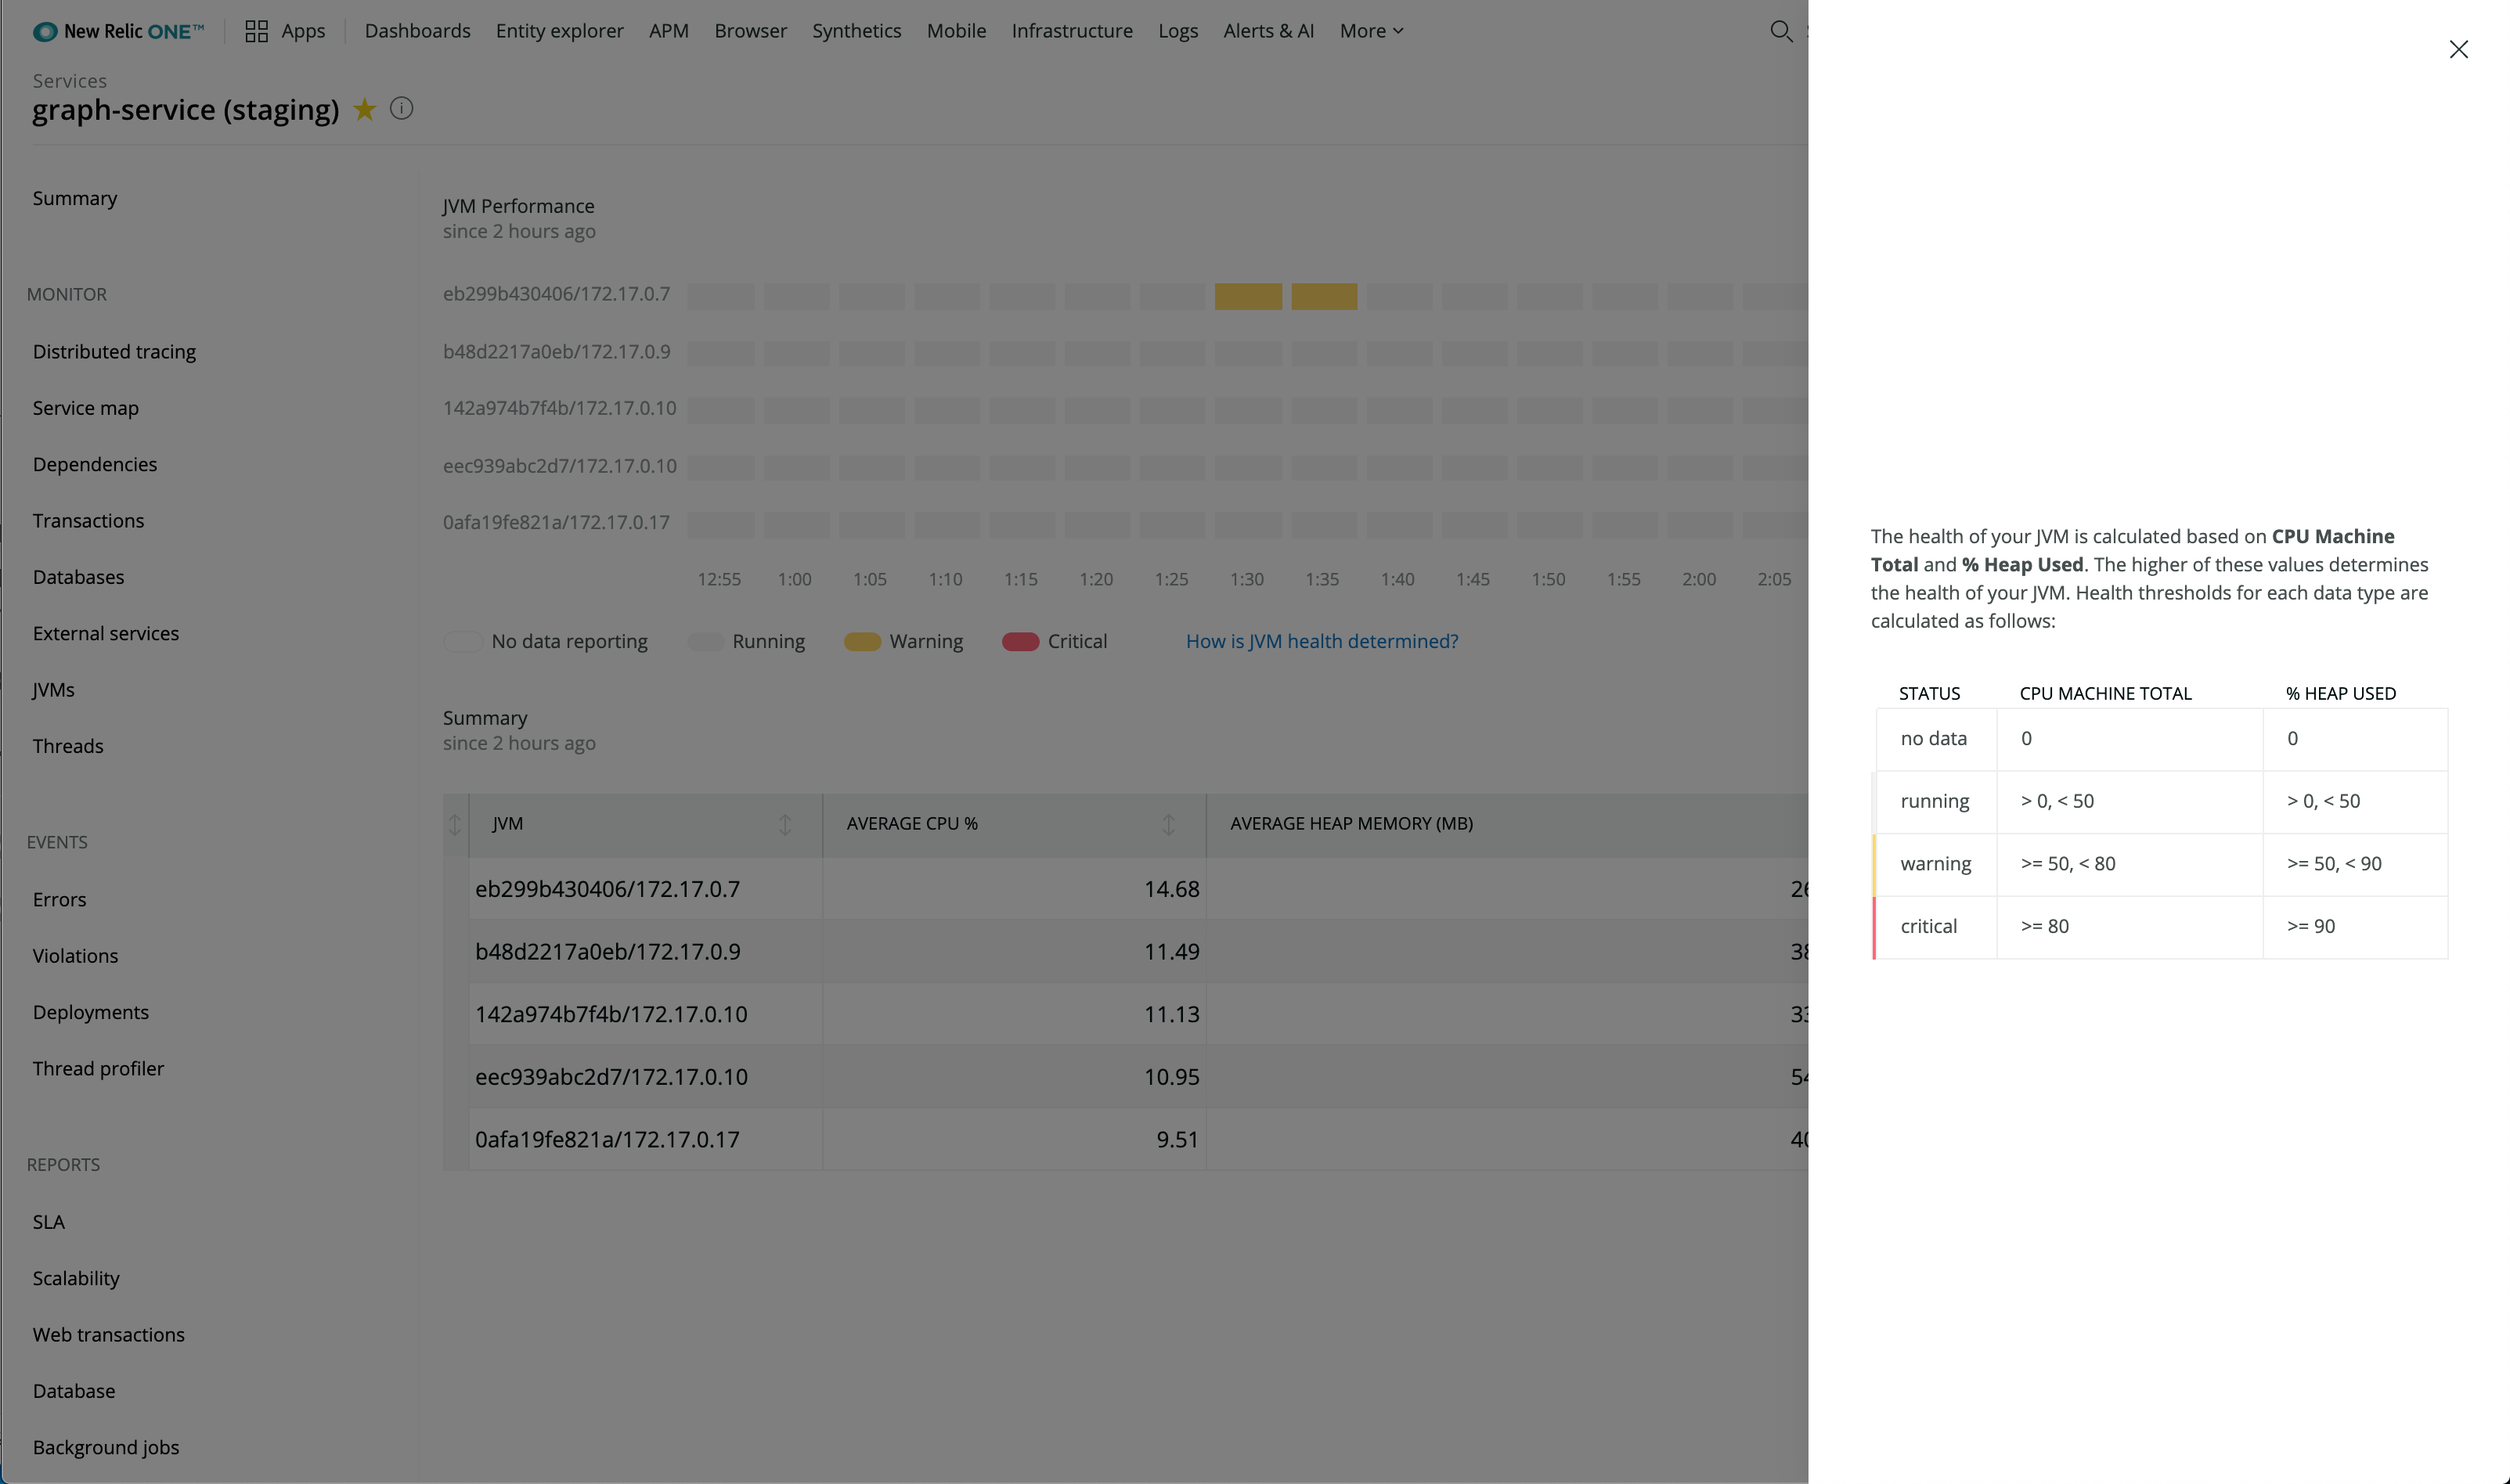 New Relic ONE™ Apps Dashboards Entity explorer APM Browser Synthetics Mobile Infrastructure Logs Alerts & AI More
Services
graph-service (staging)
Summary
MONITOR
Distributed tracing
Service map
Dependencies
Transactions
Databases
External services
JVMs
Threads
EVENTS
Errors
Violations
Deployments
Thread profiler
REPORTS
SLA
Scalability
Web transactions
Database
Background jobs
JVM Performance
since 2 hours ago
eb299b430406/172.17.0.7
b48d2217a0eb/172.17.0.9
142a974b7f4b/172.17.0.10
eec939abc2d7/172.17.0.10
0afa19fe821a/172.17.0.17
12:55 1:00 1:05 1:10 1:15 1:20 1:25 1:30 1:35 1:40 1:45 1:50 1:55 2:00 2:05
No data reporting Running Warning Critical How is JVM health determined?
Summary
since 2 hours ago
JVM AVERAGE CPU % AVERAGE HEAP MEMORY (MB)
eb299b430406/172.17.0.7 14.68
b48d2217a0eb/172.17.0.9 11.49
142a974b7f4b/172.17.0.10 11.13
eec939abc2d7/172.17.0.10 10.95
0afa19fe821a/172.17.0.17 9.51
The health of your JVM is calculated based on CPU Machine
Total and % Heap Used. The higher of these values determines
the health of your JVM. Health thresholds for each data type are
calculated as follows:
STATUS CPU MACHINE TOTAL % HEAP USED
no data 0 0
running > 0, < 50 > 0, < 50
warning >= 50, < 80 >= 50, < 90
critical >= 80 >= 90